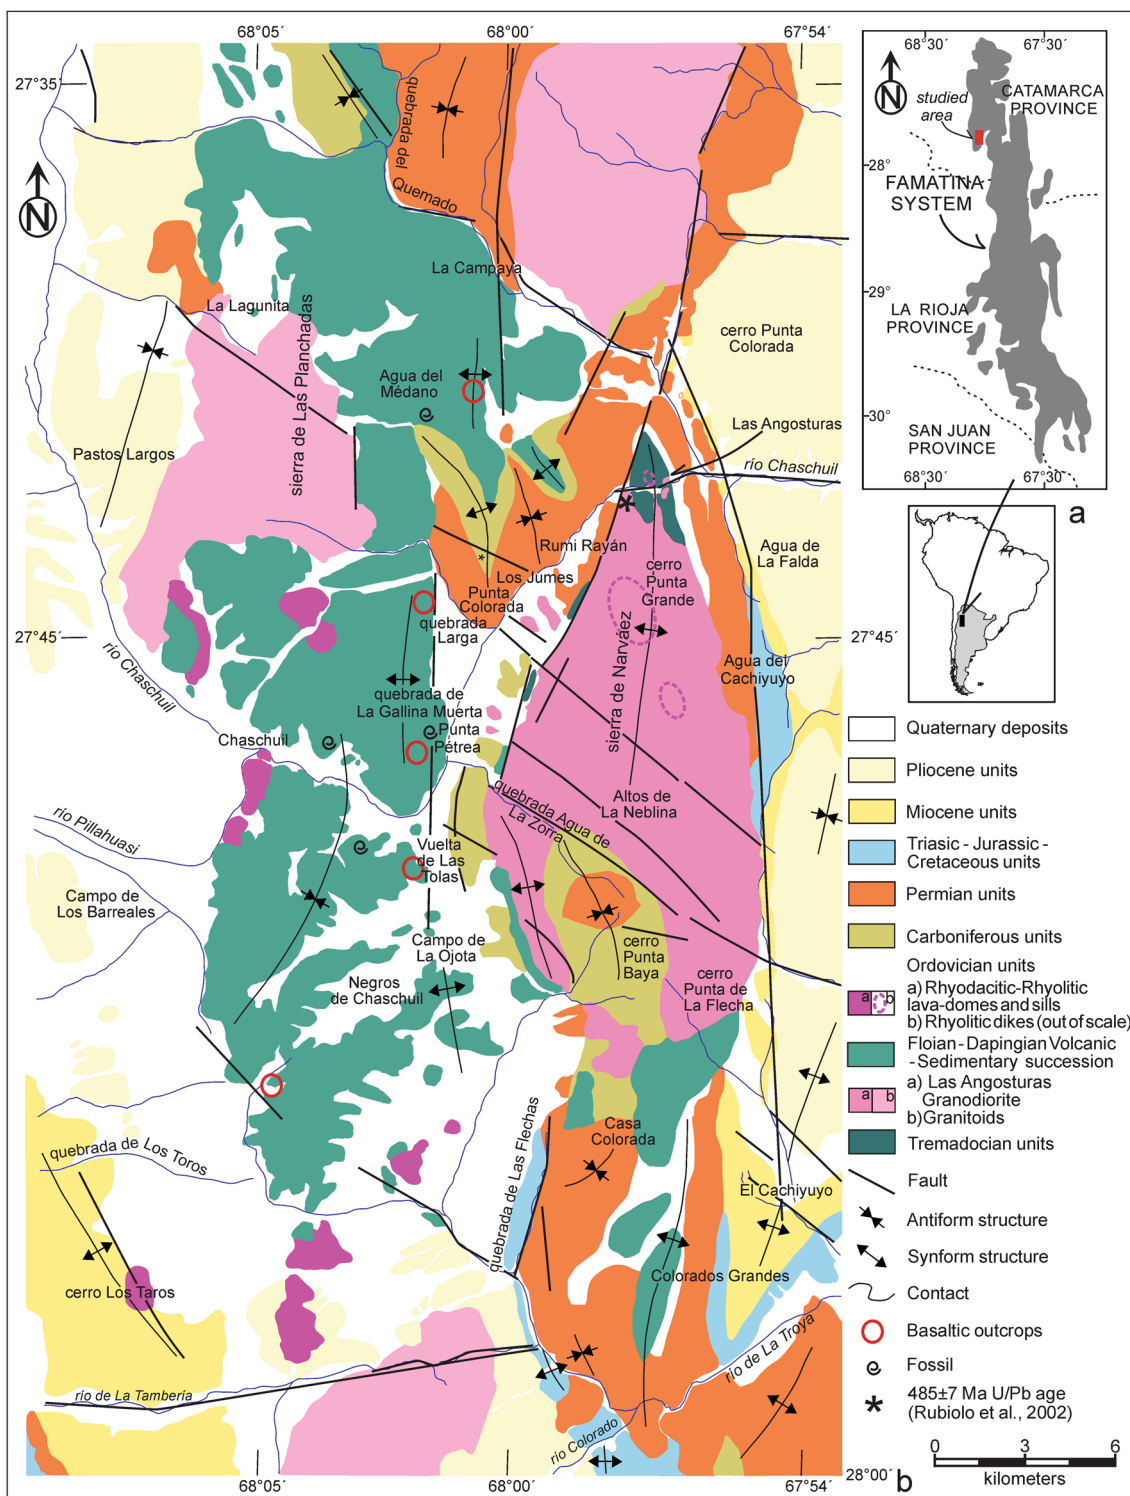 68°05´
68°00´
67°54´
27°35´
N
quebrada del
Quemado
La Campaya
La Lagunita
sierra de Las Planchadas
Agua del
Médano
cerro Punta
Colorada
Las Angosturas
río Chaschuil
Pastos Largos
Rumi Rayán
Los Jumes
Punta
Colorada
quebrada
Larga
*
*
cerro
Punta
Grande
Agua de
La Falda
27°45´
27°45´
sierra de Narváez
Agua del
Cachiyuyo
río Chaschuil
quebrada de
La Gallina Muerta
Punta
Pétrea
Chaschuil
Altos de
La Neblina
quebrada Agua de
La Zorra
río Pillahuasi
Vuelta
de Las
Tolas
Campo de
Los Barreales
Campo de
La Ojota
Negros
de Chaschuil
cerro
Punta
Baya
cerro
Punta de
La Flecha
quebrada de Las Flechas
Casa
Colorada
quebrada de Los Toros
El Cachiyuyo
cerro Los Taros
Colorados Grandes
río de La Troya
río de La Tambería
río Colorado
68°05´
68°00´
67°54´
28°00´
b
68°30´
67°30´
N
studied
area
CATAMARCA
PROVINCE
28°
FAMATINA
SYSTEM
29°
LA RIOJA
PROVINCE
30°
SAN JUAN
PROVINCE
68°30´
67°30´
a
Quaternary deposits
Pliocene units
Miocene units
Triasic - Jurassic -
Cretaceous units
Permian units
Carboniferous units
Ordovician units
a b
a) Rhyodacitic-Rhyolitic
lava-domes and sills
b) Rhyolitic dikes (out of scale)
Floian - Dapingian Volcanic
- Sedimentary succession
a b
a) Las Angosturas
Granodiorite
b) Granitoids
Tremadocian units
Fault
Antiform structure
Synform structure
Contact
Basaltic outcrops
Fossil
* 485±7 Ma U/Pb age
(Rubiolo et al., 2002)
0 3 6
kilometers